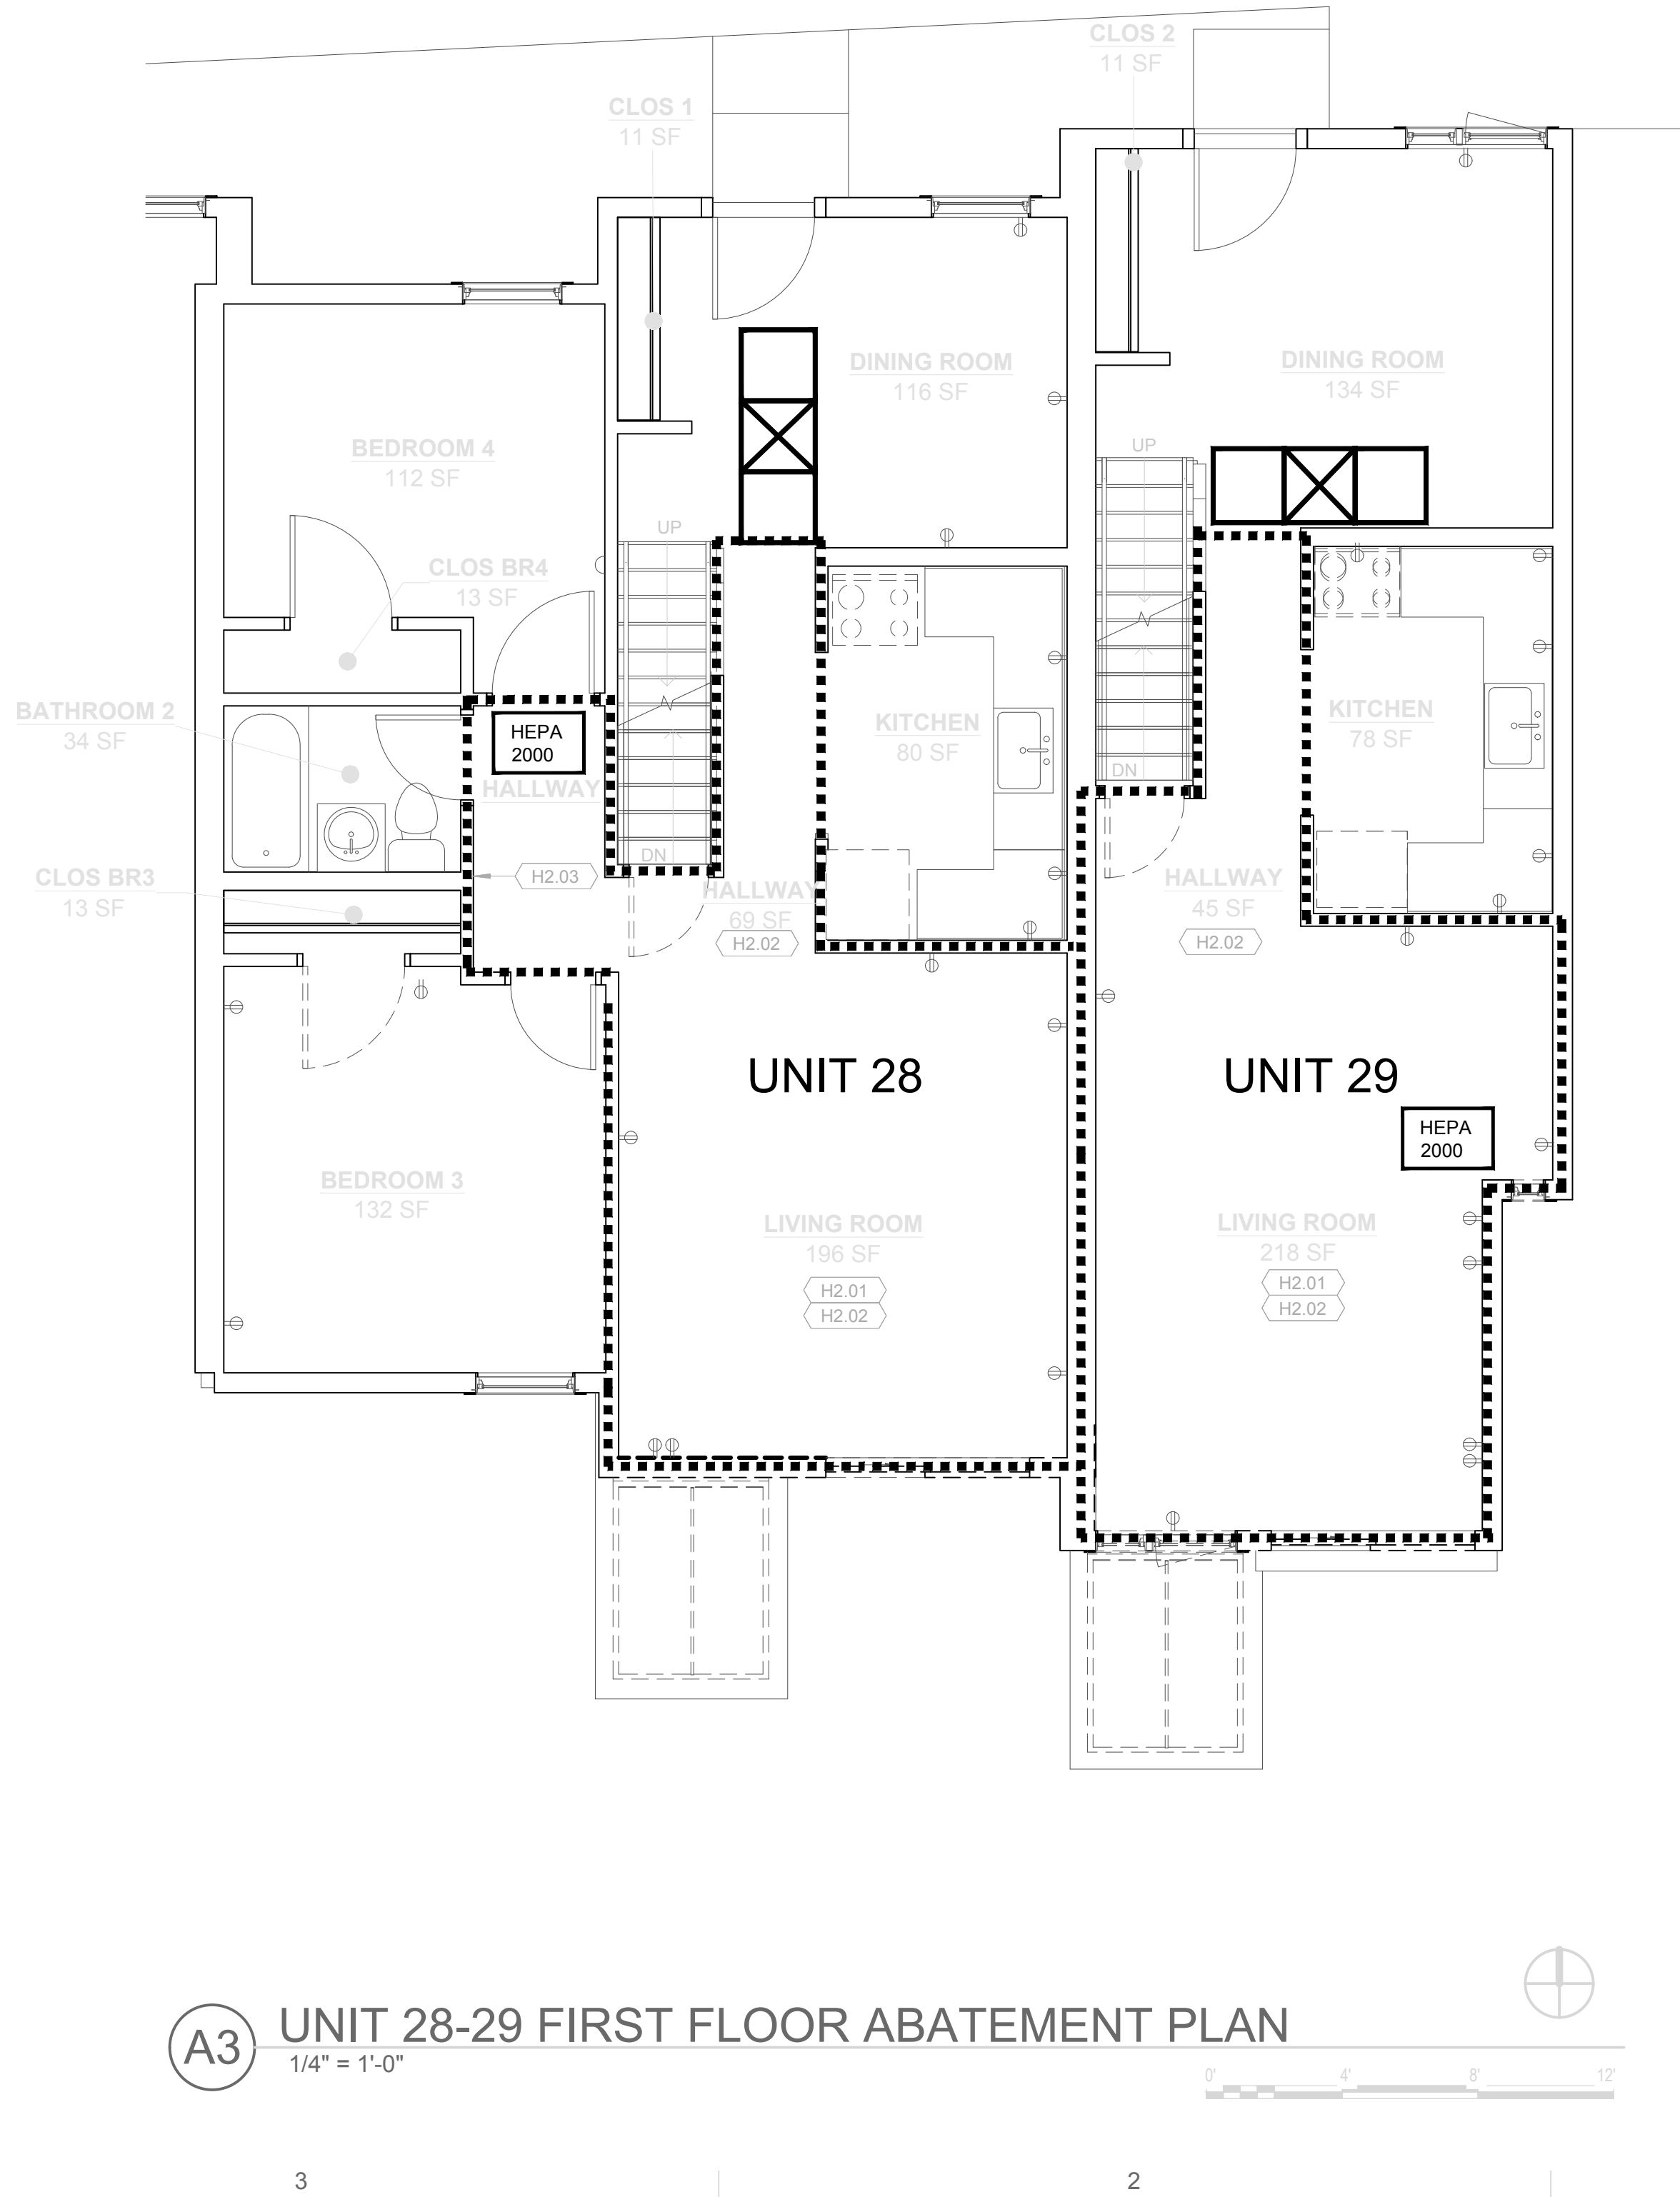 CLOS 2
11 SF
CLOS 1
11 SF
DINING ROOM
116 SF
DINING ROOM
134 SF
BEDROOM 4
112 SF
UP
UP
CLOS BR4
13 SF
BATHROOM 2
34 SF
HEPA
2000
HALLWAY
KITCHEN
80 SF
KITCHEN
78 SF
DN
DN
CLOS BR3
13 SF
H2.03
HALLWAY
69 SF
H2.02
HALLWAY
45 SF
H2.02
UNIT 28
UNIT 29
HEPA
2000
BEDROOM 3
132 SF
LIVING ROOM
196 SF
H2.01
H2.02
LIVING ROOM
218 SF
H2.01
H2.02
A3
UNIT 28-29 FIRST FLOOR ABATEMENT PLAN
1/4" = 1'-0"
0' 4' 8' 12'
3 2